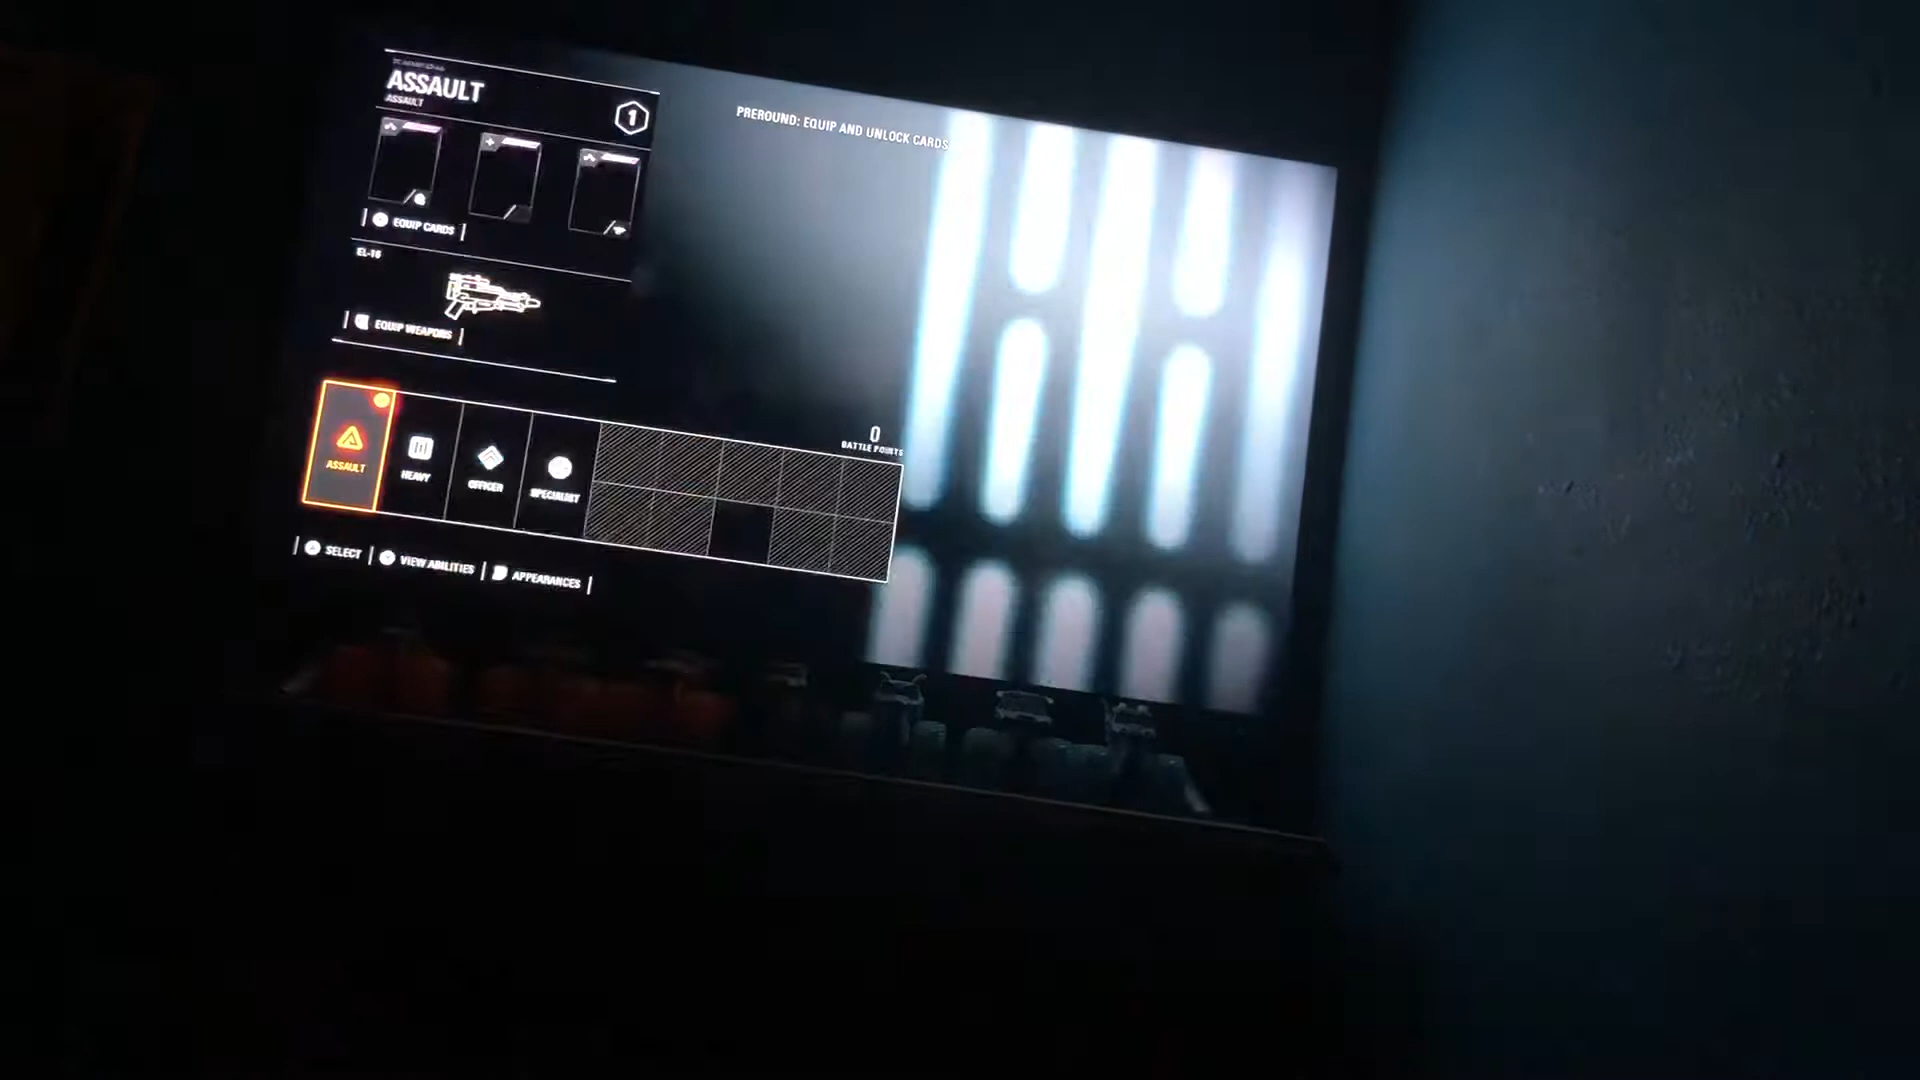 ASSAULT
ASSAULT
1
PREROUND: EQUIP AND UNLOCK CARDS
EQUIP CARDS
EL-16
EQUIP WEAPONS
0
BATTLE POINTS
ASSAULT
HEAVY
OFFICER
SPECIALIST
SELECT
VIEW ABILITIES
APPEARANCES